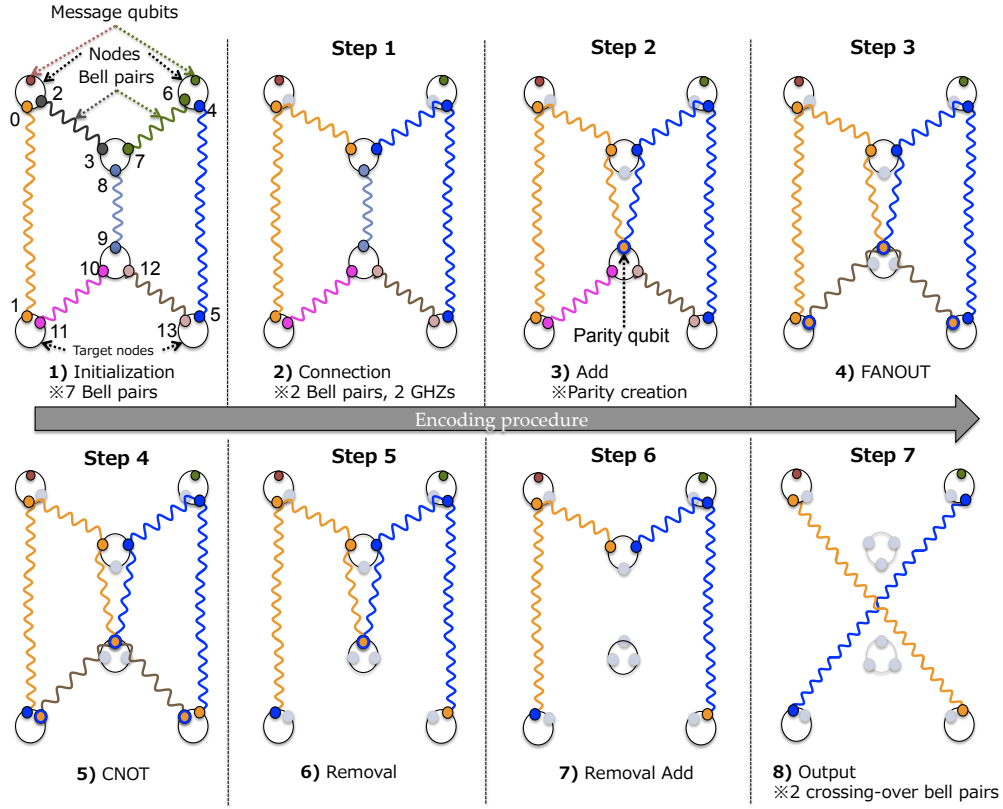 Message qubits
Nodes
Bell pairs
2
6
0
4
3
7
8
9
10
12
1
5
11
13
Target nodes
1) Initialization
※7 Bell pairs
Step 1
2) Connection
※2 Bell pairs, 2 GHZs
Step 2
Parity qubit
3) Add
※Parity creation
Step 3
4) FANOUT
Encoding procedure
Step 4
5) CNOT
Step 5
6) Removal
Step 6
7) Removal Add
Step 7
8) Output
※2 crossing-over bell pairs